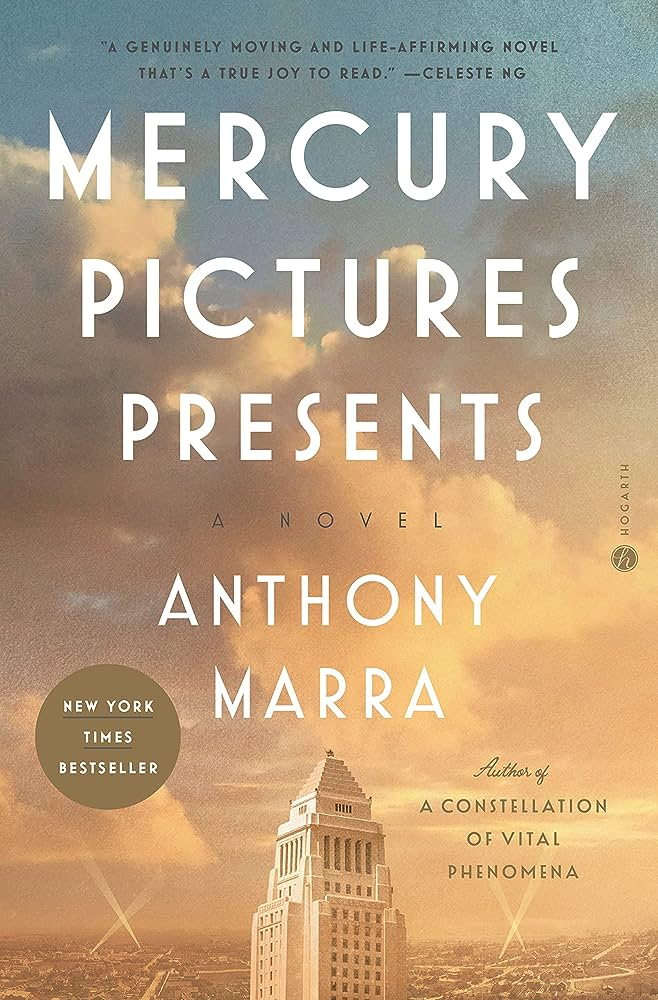 “A GENUINELY MOVING AND LIFE-AFFIRMING NOVEL
THAT’S A TRUE JOY TO READ.” —CELESTE NG
MERCURY
PICTURES
PRESENTS
A NOVEL
h HOGARTH
ANTHONY
MARRA
NEW YORK
TIMES
BESTSELLER
Author of
A CONSTELLATION
OF VITAL
PHENOMENA